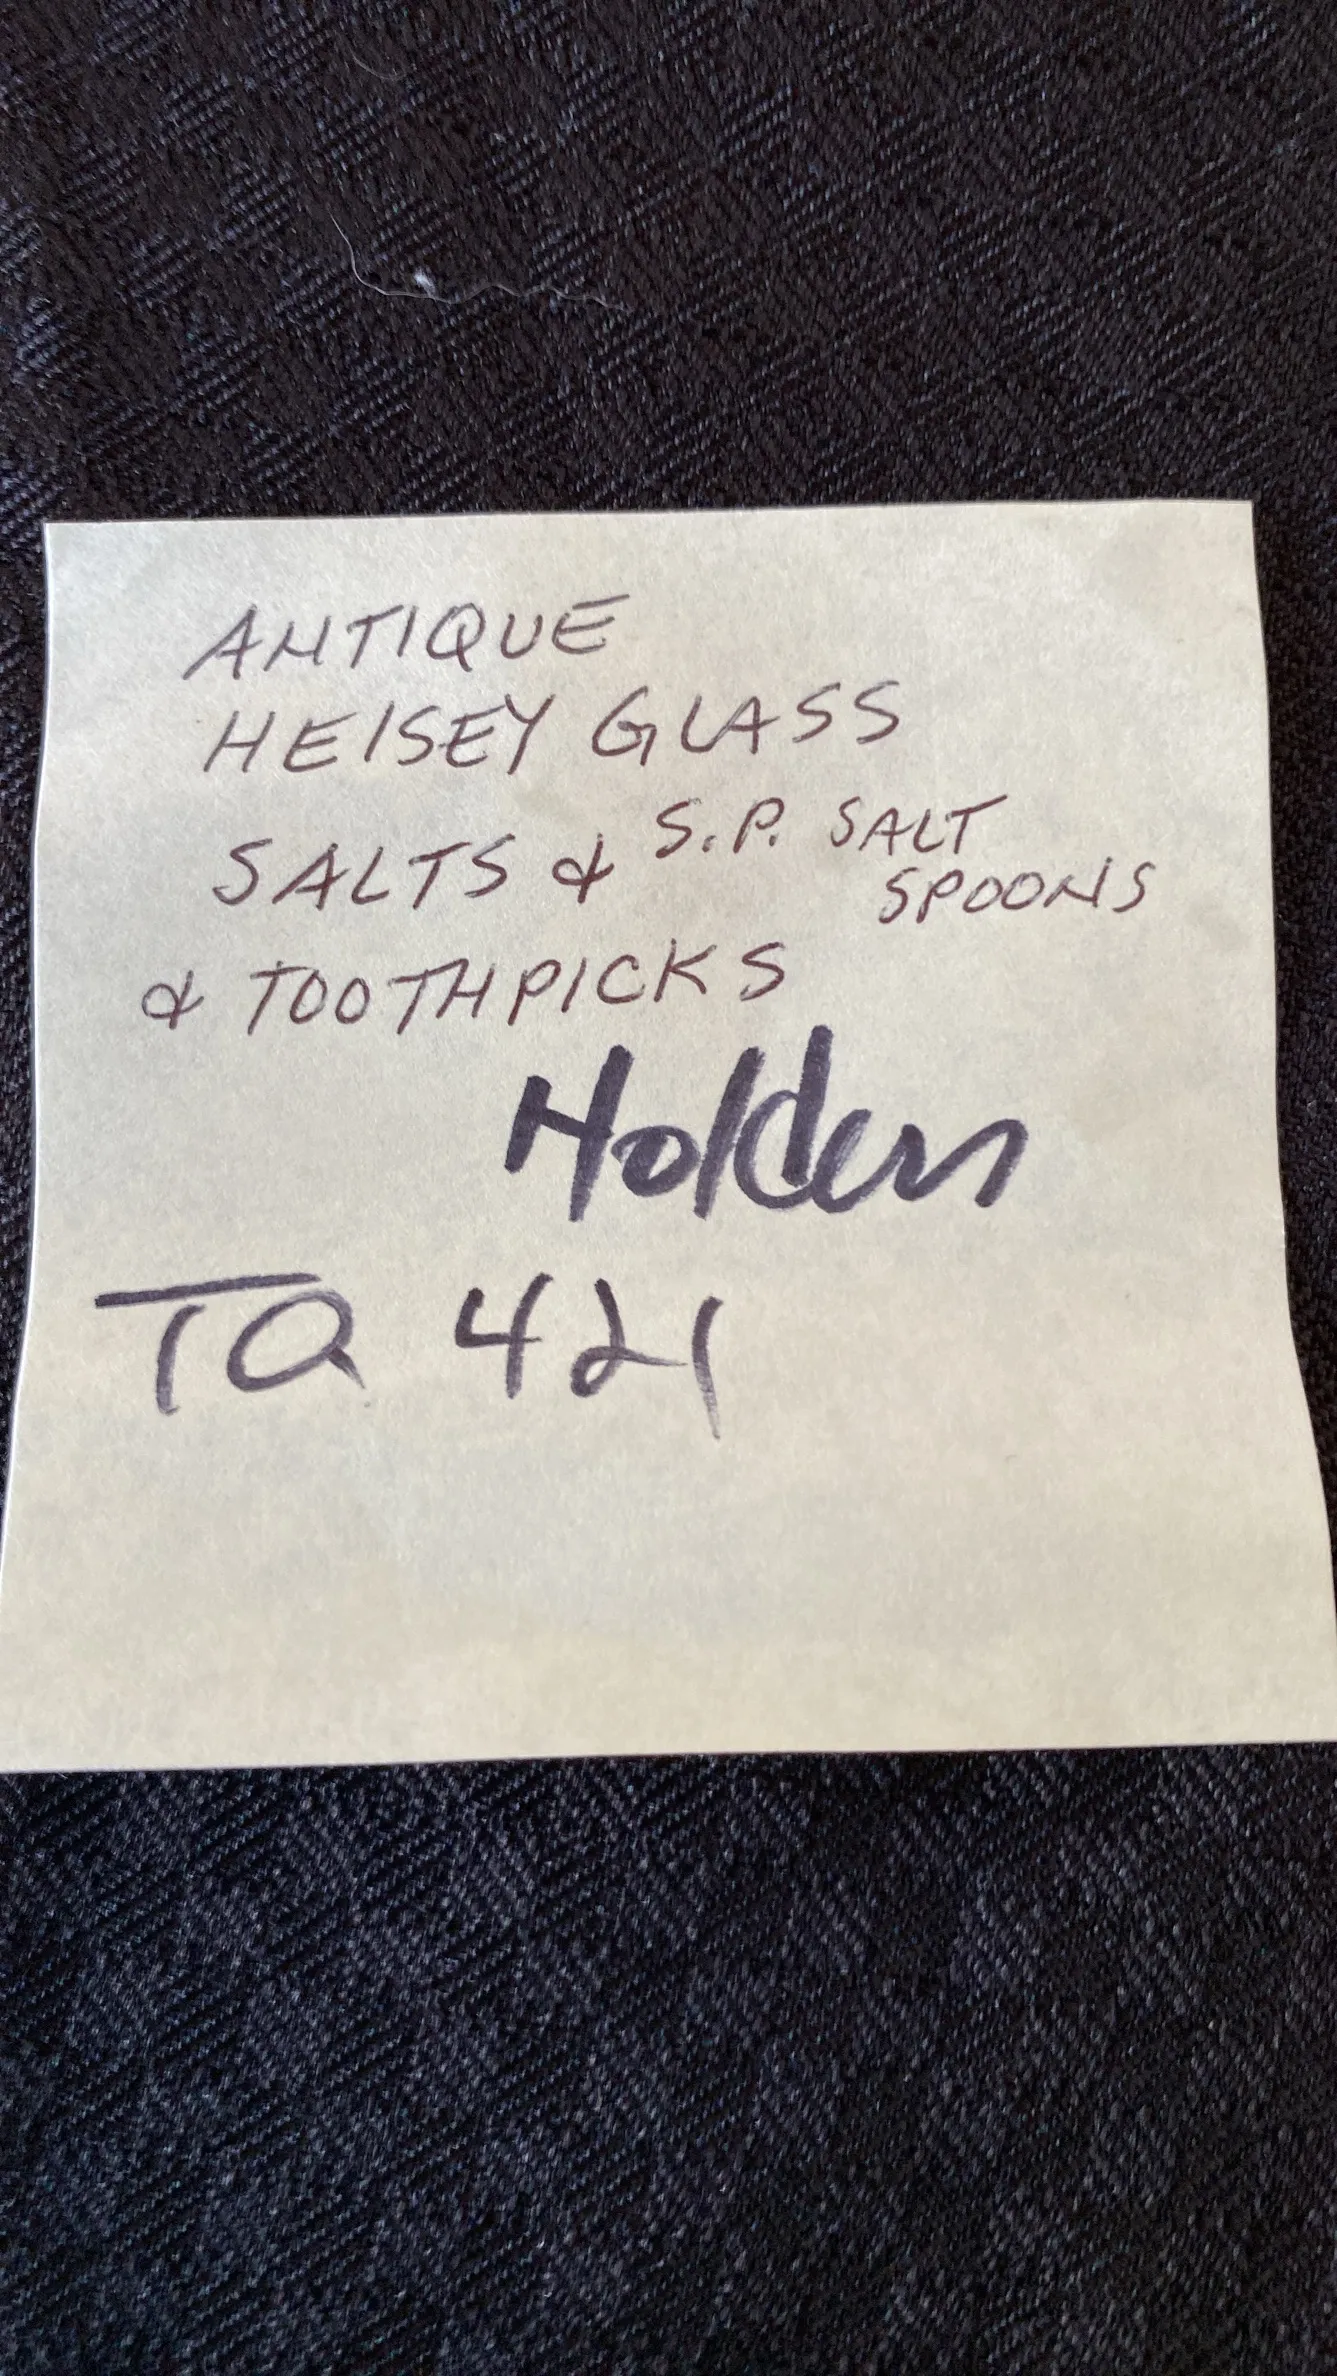 ANTIQUE
HEISEY GLASS
SALTS & S.P. SALT
SPOONS
& TOOTHPICKS
Holders
TQ 421